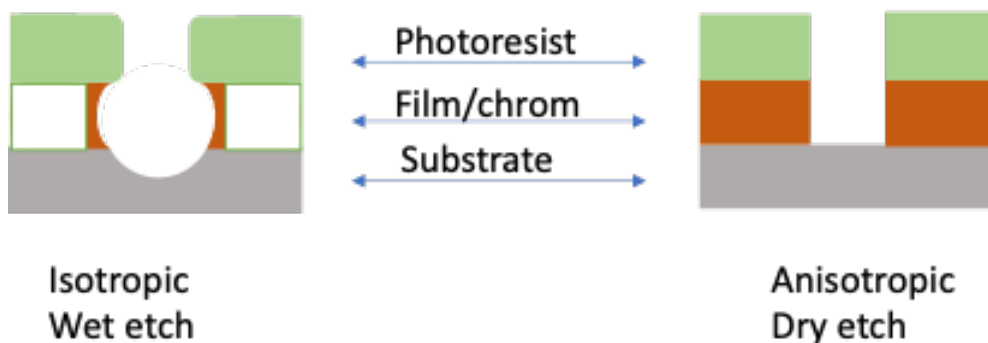 Photoresist
Film/chrom
Substrate
Isotropic
Wet etch
Anisotropic
Dry etch